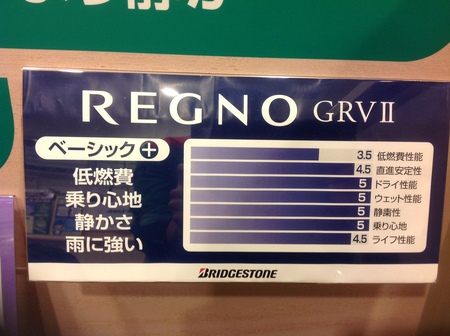 REGNO GRVⅡ
ベーシック＋
低燃費
乗り心地
静かさ
雨に強い
3.5 低燃費性能
4.5 直進安定性
5 ドライ性能
5 ウェット性能
5 静粛性
5 乗り心地
4.5 ライフ性能
BRIDGESTONE